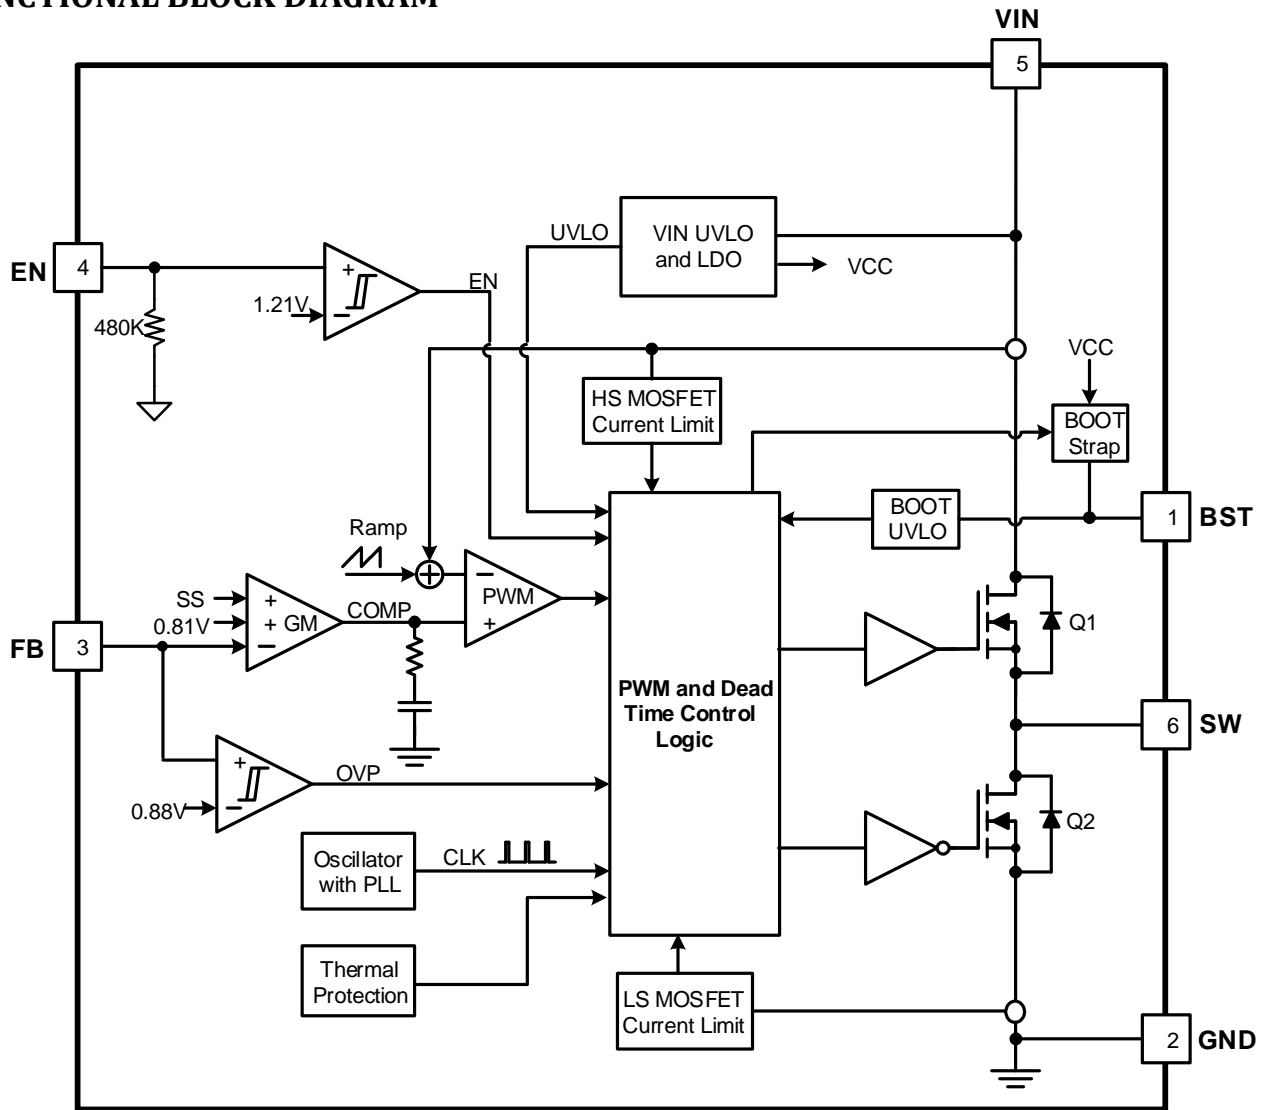 NCTIONAL BLOCK DIAGRAM
VIN
5
UVLO
VIN UVLO
and LDO
VCC
EN
4
EN
1.21V
480K
+
−
HS MOSFET
Current Limit
VCC
BOOT
Strap
BOOT
UVLO
1
BST
Ramp
+
−
PWM
+
SS
0.81V
+
+ GM
−
COMP
FB
3
Q1
PWM and Dead
Time Control
Logic
6
SW
+
−
OVP
0.88V
Q2
Oscillator
with PLL
CLK
Thermal
Protection
LS MOSFET
Current Limit
2
GND